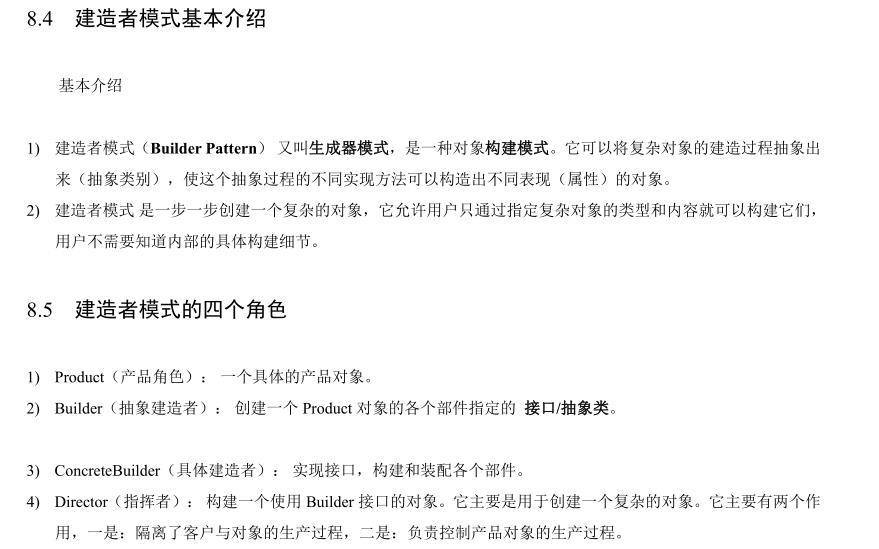 8.4 建造者模式基本介绍
基本介绍
1) 建造者模式（Builder Pattern） 又叫生成器模式，是一种对象构建模式。它可以将复杂对象的建造过程抽象出
来（抽象类别），使这个抽象过程的不同实现方法可以构造出不同表现（属性）的对象。
2) 建造者模式 是一步一步创建一个复杂的对象，它允许用户只通过指定复杂对象的类型和内容就可以构建它们，
用户不需要知道内部的具体构建细节。
8.5 建造者模式的四个角色
1) Product（产品角色）： 一个具体的产品对象。
2) Builder（抽象建造者）： 创建一个 Product 对象的各个部件指定的 接口/抽象类。
3) ConcreteBuilder（具体建造者）： 实现接口，构建和装配各个部件。
4) Director（指挥者）： 构建一个使用 Builder 接口的对象。它主要是用于创建一个复杂的对象。它主要有两个作
用，一是：隔离了客户与对象的生产过程，二是：负责控制产品对象的生产过程。